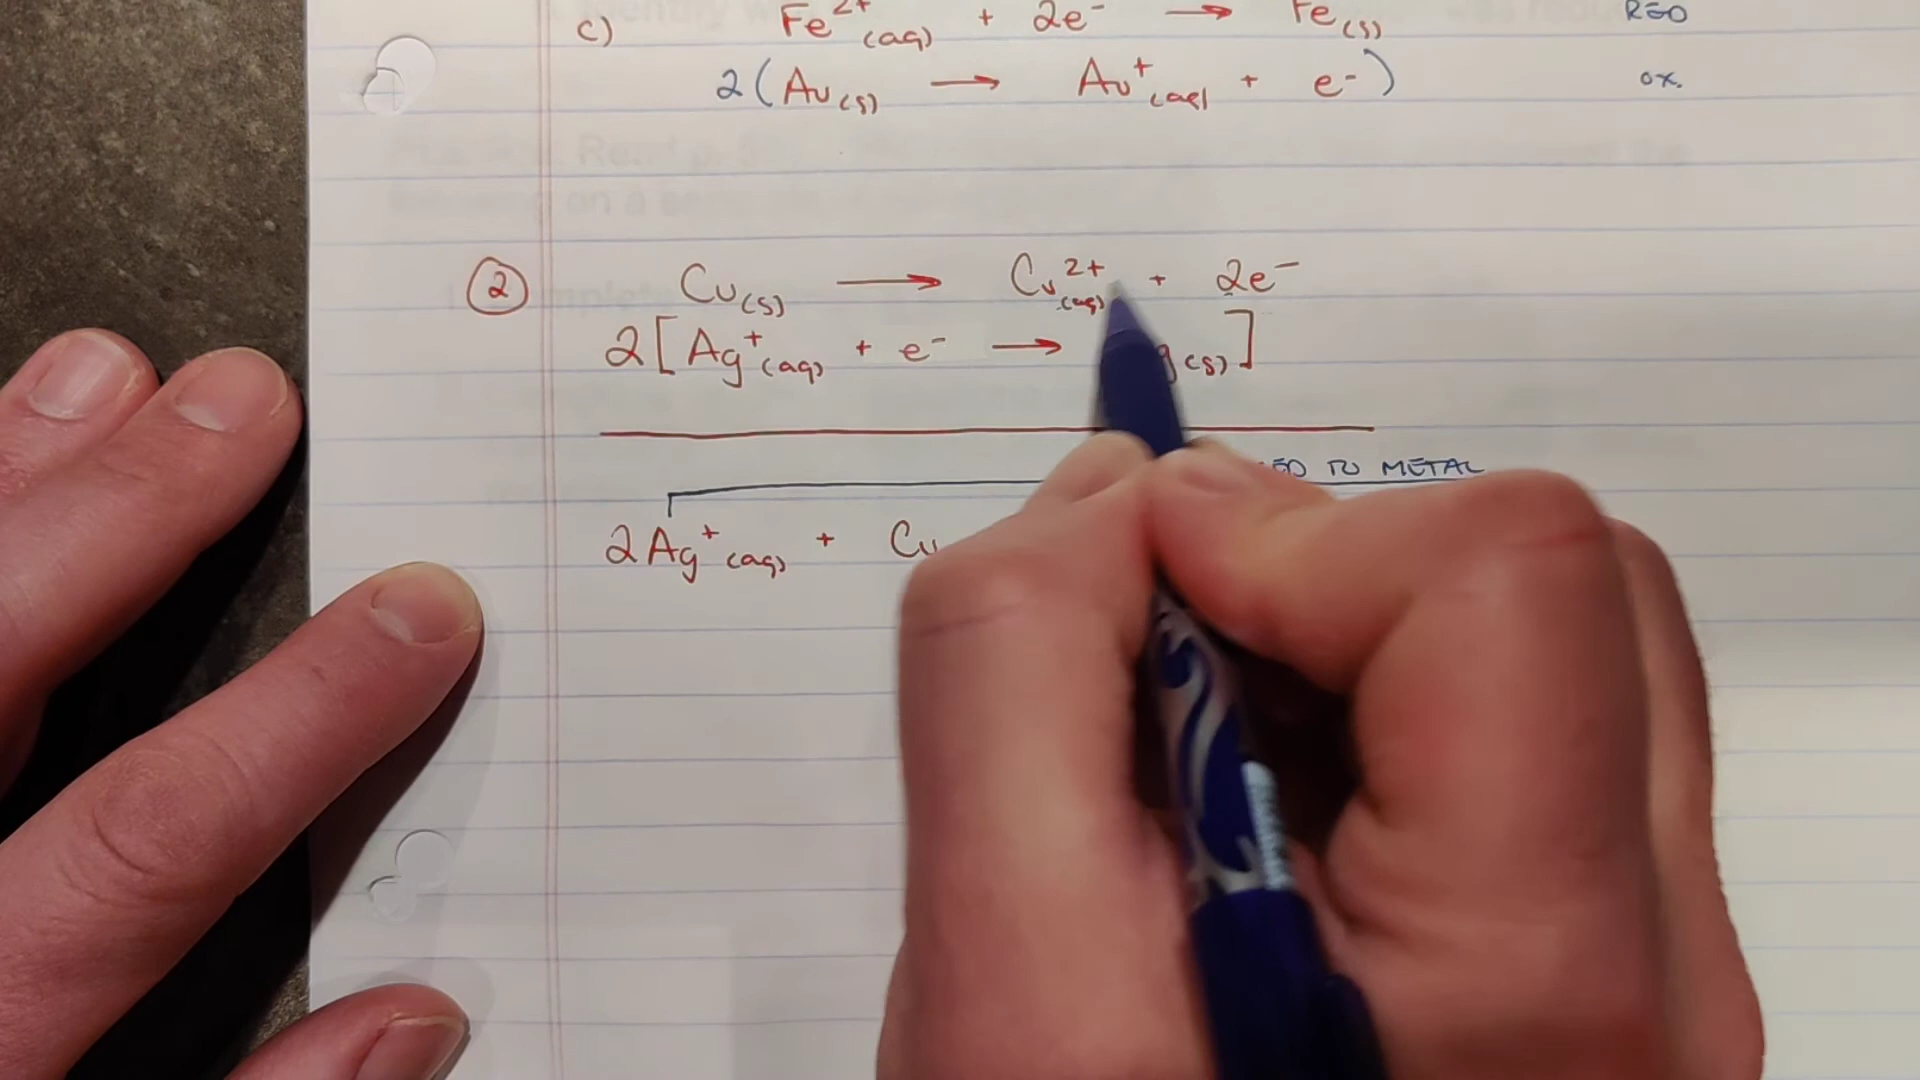 c) Fe²⁺(aq) + 2e⁻ → Fe(s) RED
2(Au(s) → Au⁺(aq) + e⁻) ox.
② Cu(s) → Cu²⁺(aq) + 2e⁻
2[Ag⁺(aq) + e⁻ → g(s)]
ED TO METAL
2Ag⁺(aq) + Cu